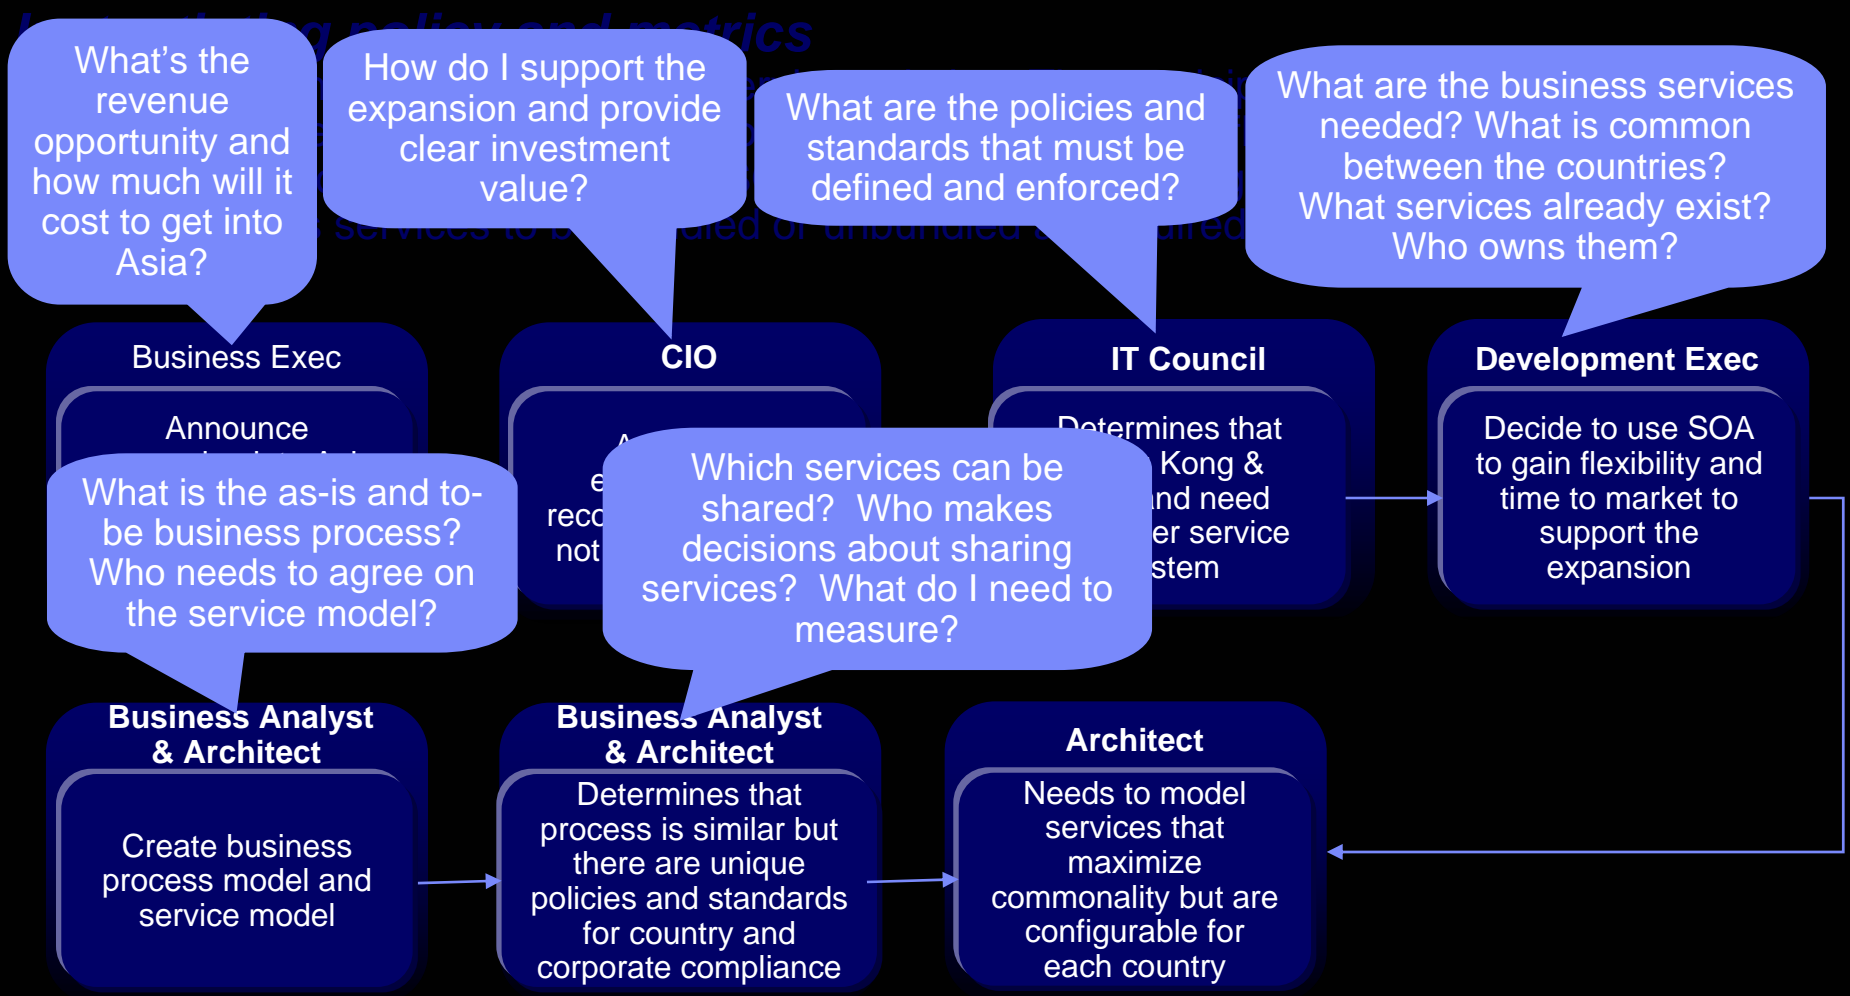 policy and metrics
What's the
revenue
opportunity and
how much will it
cost to get into
Asia?
How do I support the
expansion and provide
clear investment
value?
What are the policies and
standards that must be
defined and enforced?
What are the business services
needed? What is common
between the countries?
What services already exist?
Who owns them?
services to or unbundled
Business Exec
Announce
CIO
not
IT Council
Determines that
Kong &
need
service
Development Exec
Decide to use SOA
to gain flexibility and
time to market to
support the
expansion
What is the as-is and to-
be business process?
Who needs to agree on
the service model?
Which services can be
shared? Who makes
decisions about sharing
services? What do I need to
measure?
Business Analyst
& Architect
Create business
process model and
service model
Business Analyst
& Architect
Determines that
process is similar but
there are unique
policies and standards
for country and
corporate compliance
Architect
Needs to model
services that
maximize
commonality but are
configurable for
each country